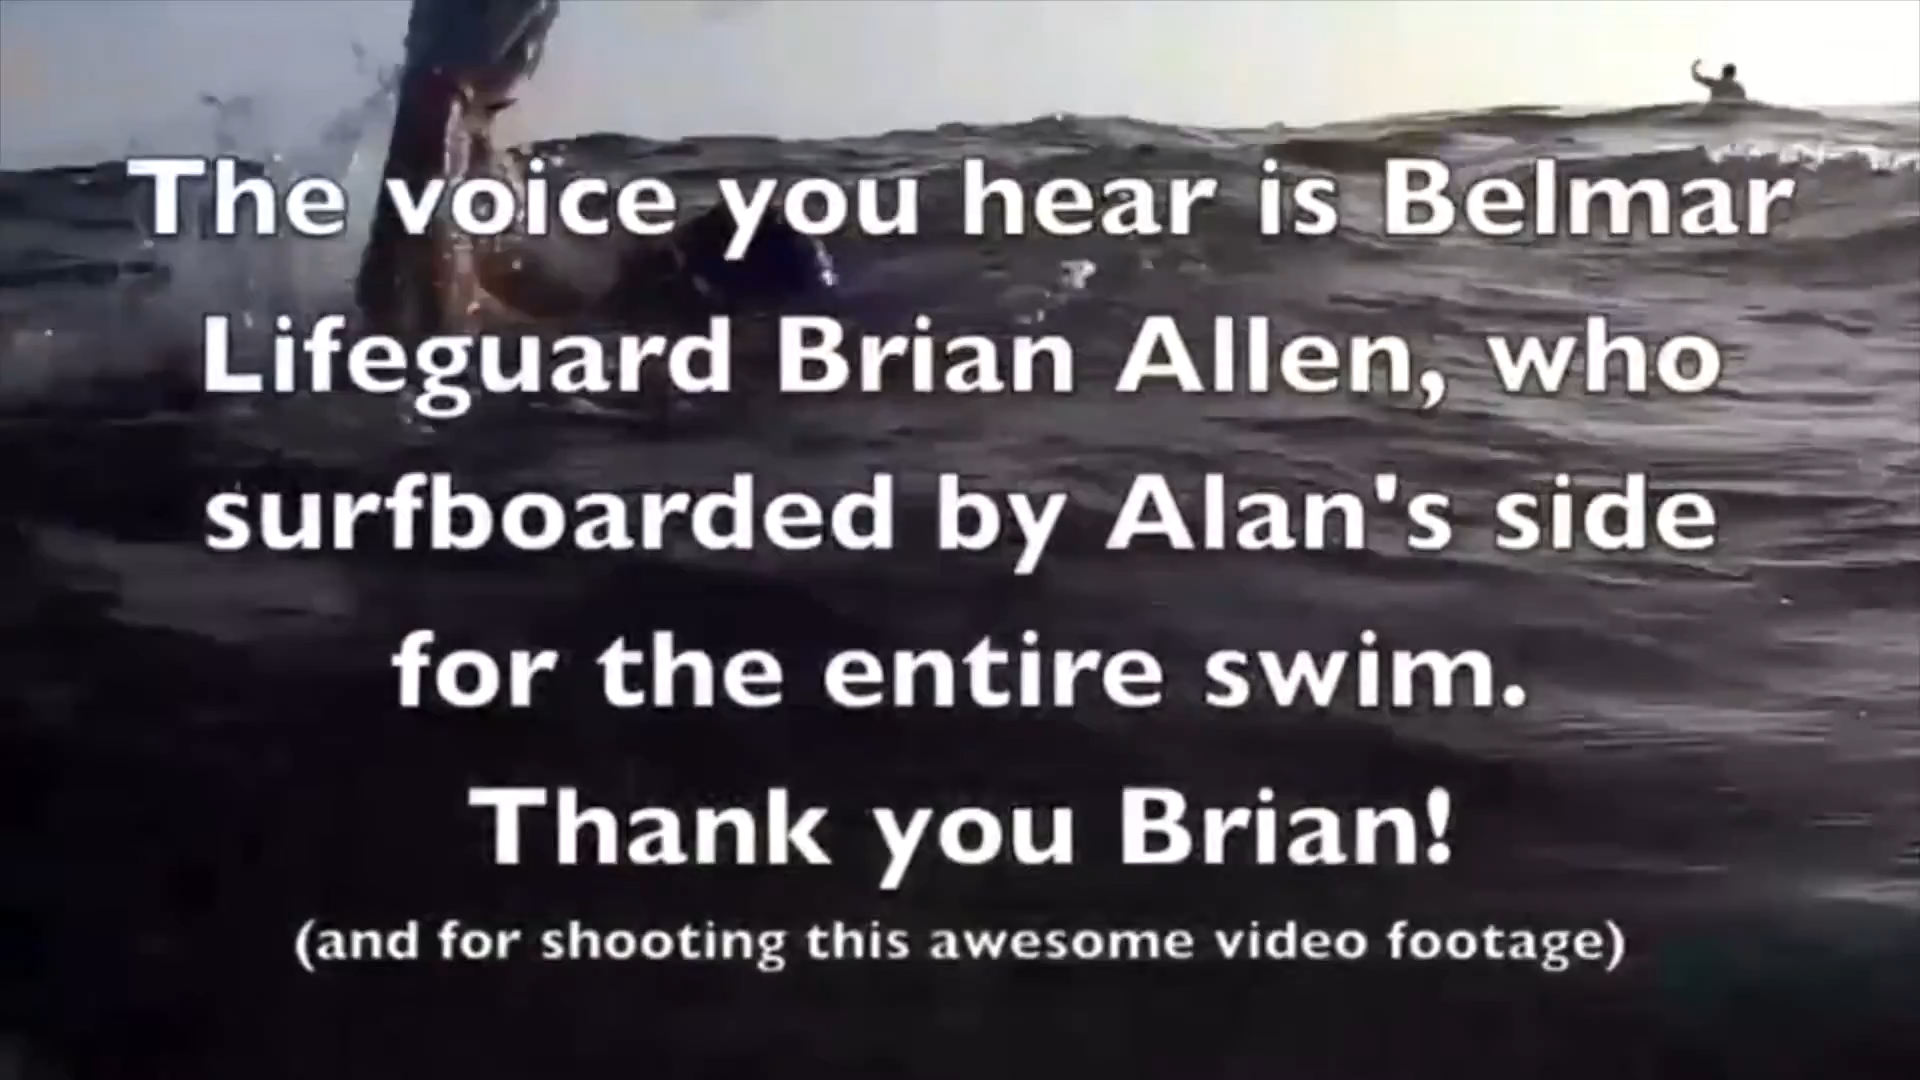 The voice you hear is Belmar
Lifeguard Brian Allen, who
surfboarded by Alan's side
for the entire swim.
Thank you Brian!
(and for shooting this awesome video footage)